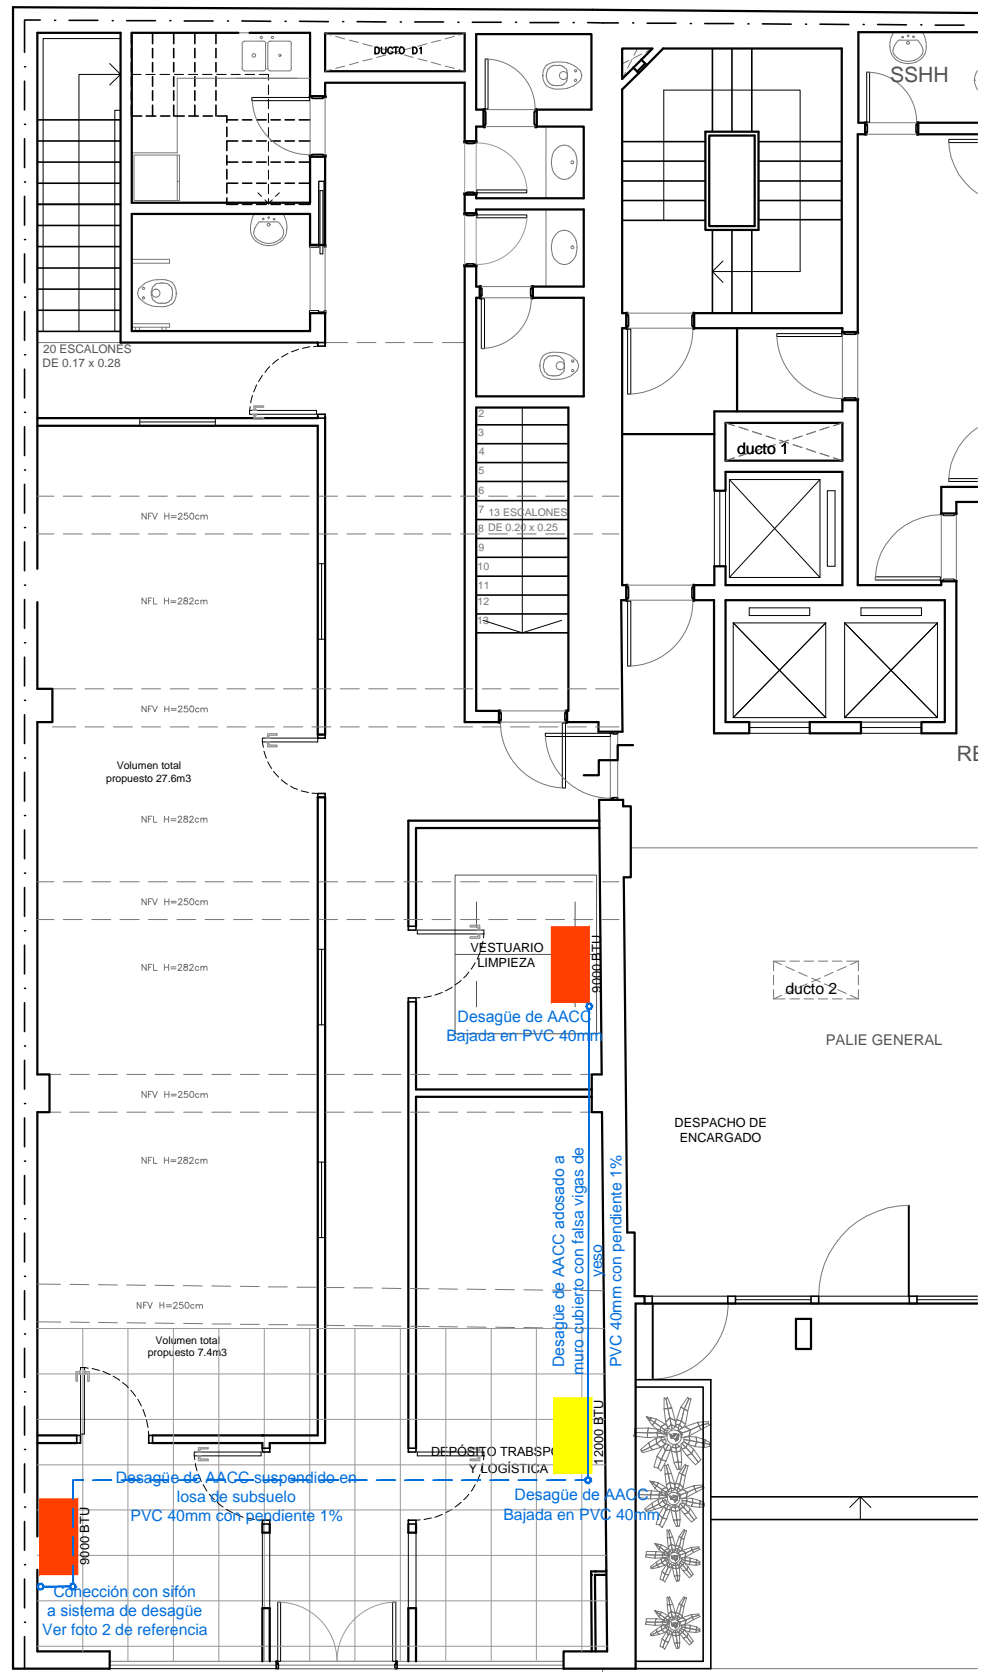 DUCTO D1
SSHH
20 ESCALONES
DE 0.17 x 0.28
ducto 1
2
3
4
5
6
7
8
9
10
11
12
13
13 ESCALONES
DE 0.20 x 0.25
NFV H=250cm
NFL H=282cm
NFV H=250cm
RE
Volumen total
propuesto 27.6m3
NFL H=282cm
NFV H=250cm
NFL H=282cm
VESTUARIO
LIMPIEZA
9000 BTU
ducto 2
Desagüe de AACC
Bajada en PVC 40mm
PALIE GENERAL
NFV H=250cm
DESPACHO DE
ENCARGADO
NFL H=282cm
Desagüe de AACC adosado a
muro cubierto con falsa vigas de
yeso
PVC 40mm con pendiente 1%
NFV H=250cm
Volumen total
propuesto 7.4m3
12000 BTU
DEPÓSITO TRABSPO
Y LOGÍSTICA
Desagüe de AACC suspendido en
losa de subsuelo
PVC 40mm con pendiente 1%
Desagüe de AACC
Bajada en PVC 40mm
9000 BTU
Conección con sifón
a sistema de desagüe
Ver foto 2 de referencia